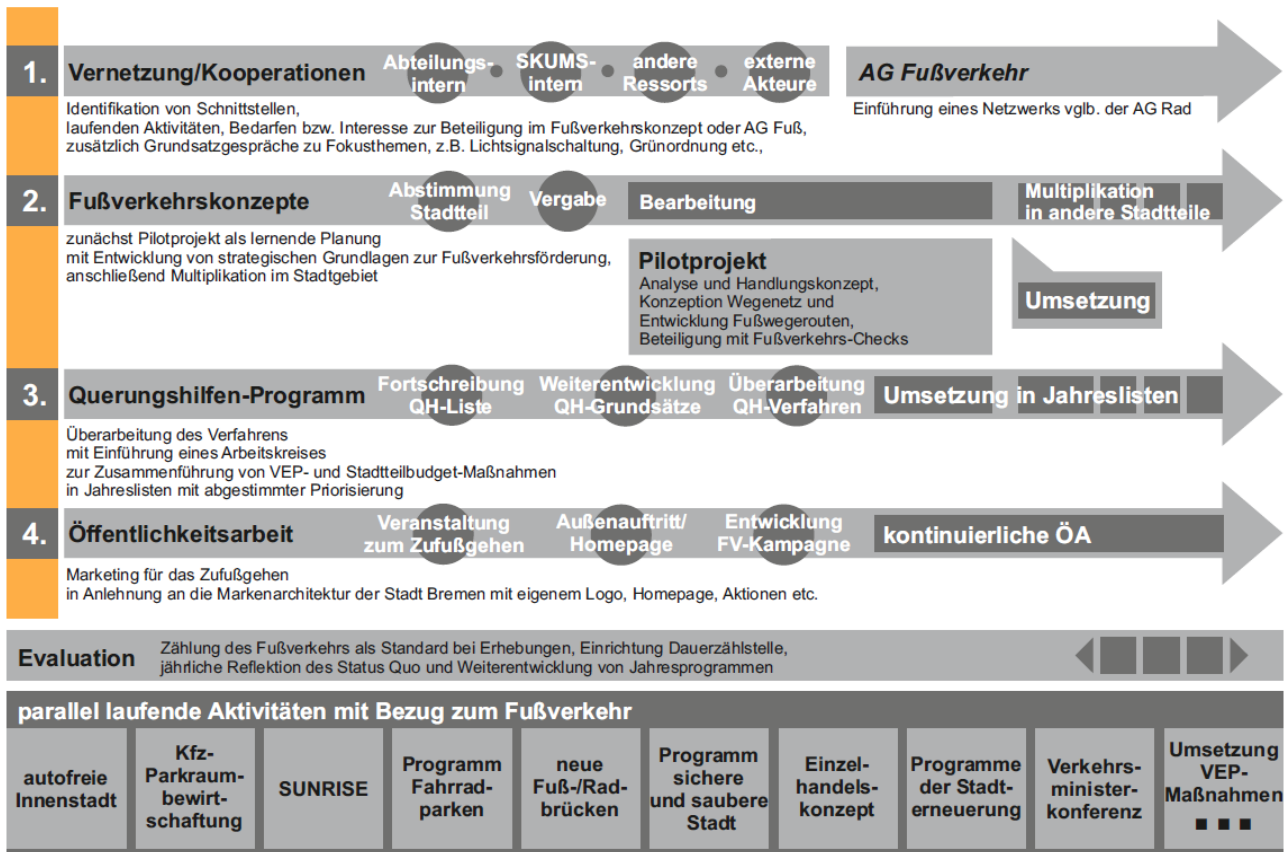 1.
Vernetzung/Kooperationen
Abteilungs-
intern
SKUMS-
intern
andere
Ressorts
externe
Akteure
AG Fußverkehr
Identifikation von Schnittstellen,
laufenden Aktivitäten, Bedarfen bzw. Interesse zur Beteiligung im Fußverkehrskonzept oder AG Fuß,
zusätzlich Grundsatzgespräche zu Fokusthemen, z.B. Lichtsignalschaltung, Grünordnung etc.,
Einführung eines Netzwerks vglb. der AG Rad
2.
Fußverkehrskonzepte
Abstimmung
Stadtteil
Vergabe
Bearbeitung
Multiplikation
in andere Stadtteile
zunächst Pilotprojekt als lernende Planung
mit Entwicklung von strategischen Grundlagen zur Fußverkehrsförderung,
anschließend Multiplikation im Stadtgebiet
Pilotprojekt
Analyse und Handlungskonzept,
Konzeption Wegenetz und
Entwicklung Fußwegerouten,
Beteiligung mit Fußverkehrs-Checks
Umsetzung
3.
Querungshilfen-Programm
Fortschreibung
QH-Liste
Weiterentwicklung
QH-Grundsätze
Überarbeitung
QH-Verfahren
Umsetzung in Jahreslisten
Überarbeitung des Verfahrens
mit Einführung eines Arbeitskreises
zur Zusammenführung von VEP- und Stadtteilbudget-Maßnahmen
in Jahreslisten mit abgestimmter Priorisierung
4.
Öffentlichkeitsarbeit
Veranstaltung
zum Zufußgehen
Außenauftritt/
Homepage
Entwicklung
FV-Kampagne
kontinuierliche ÖA
Marketing für das Zufußgehen
in Anlehnung an die Markenarchitektur der Stadt Bremen mit eigenem Logo, Homepage, Aktionen etc.
Evaluation
Zählung des Fußverkehrs als Standard bei Erhebungen, Einrichtung Dauerzählstelle,
jährliche Reflektion des Status Quo und Weiterentwicklung von Jahresprogrammen
parallel laufende Aktivitäten mit Bezug zum Fußverkehr
autofreie
Innenstadt
Kfz-
Parkraum-
bewirt-
schaftung
SUNRISE
Programm
Fahrrad-
parken
neue
Fuß-/Rad-
brücken
Programm
sichere
und saubere
Stadt
Einzel-
handels-
konzept
Programme
der Stadt-
erneuerung
Verkehrs-
minister-
konferenz
Umsetzung
VEP-
Maßnahmen